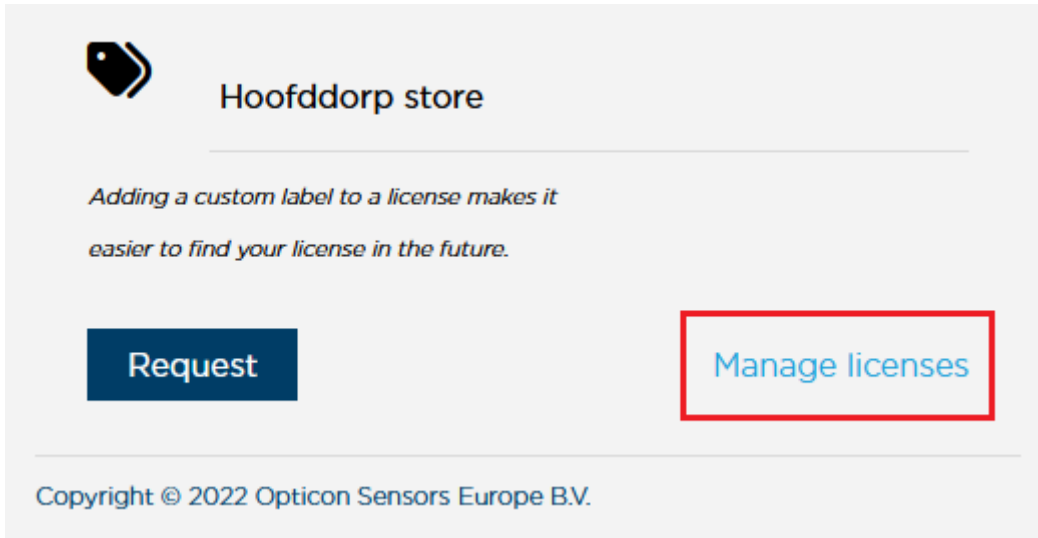 Hoofddorp store
Adding a custom label to a license makes it
easier to find your license in the future.
Request
Manage licenses
Copyright © 2022 Opticon Sensors Europe B.V.